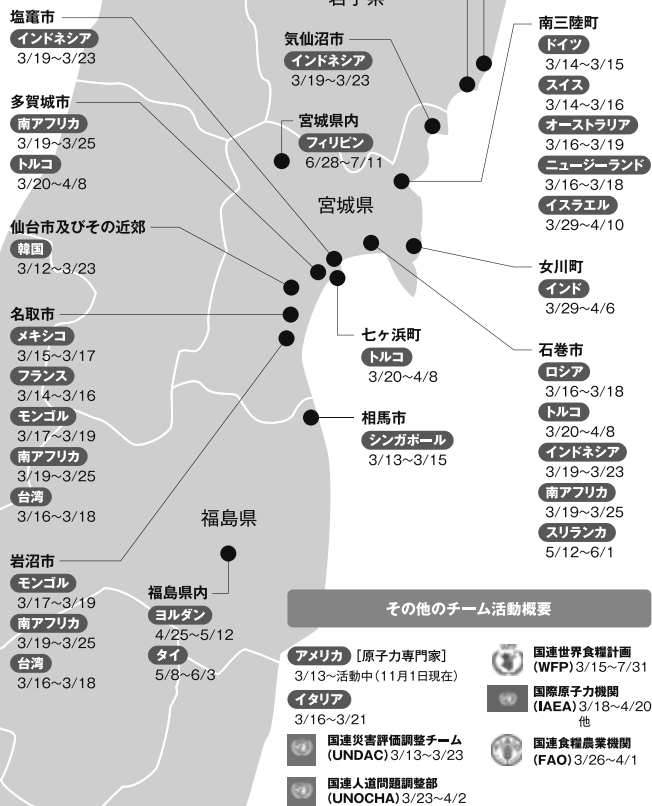 岩手県
塩竈市
インドネシア
3/19～3/23
多賀城市
南アフリカ
3/19～3/25
トルコ
3/20～4/8
仙台市及びその近郊
韓国
3/12～3/23
名取市
メキシコ
3/15～3/17
フランス
3/14～3/16
モンゴル
3/17～3/19
南アフリカ
3/19～3/25
台湾
3/16～3/18
岩沼市
モンゴル
3/17～3/19
南アフリカ
3/19～3/25
台湾
3/16～3/18
気仙沼市
インドネシア
3/19～3/23
宮城県内
フィリピン
6/28～7/11
宮城県
七ヶ浜町
トルコ
3/20～4/8
相馬市
シンガポール
3/13～3/15
福島県
福島県内
ヨルダン
4/25～5/12
タイ
5/8～6/3
南三陸町
ドイツ
3/14～3/15
スイス
3/14～3/16
オーストラリア
3/16～3/19
ニュージーランド
3/16～3/18
イスラエル
3/29～4/10
女川町
インド
3/29～4/6
石巻市
ロシア
3/16～3/18
トルコ
3/20～4/8
インドネシア
3/19～3/23
南アフリカ
3/19～3/25
スリランカ
5/12～6/1
その他のチーム活動概要
アメリカ [原子力専門家]
3/13～活動中(11月1日現在)
イタリア
3/16～3/21
国連災害評価調整チーム
(UNDAC) 3/13～3/23
国連人道問題調整部
(UNOCHA) 3/23～4/2
国連世界食糧計画
(WFP) 3/15～7/31
国際原子力機関
(IAEA) 3/18～4/20
他
国連食糧農業機関
(FAO) 3/26～4/1